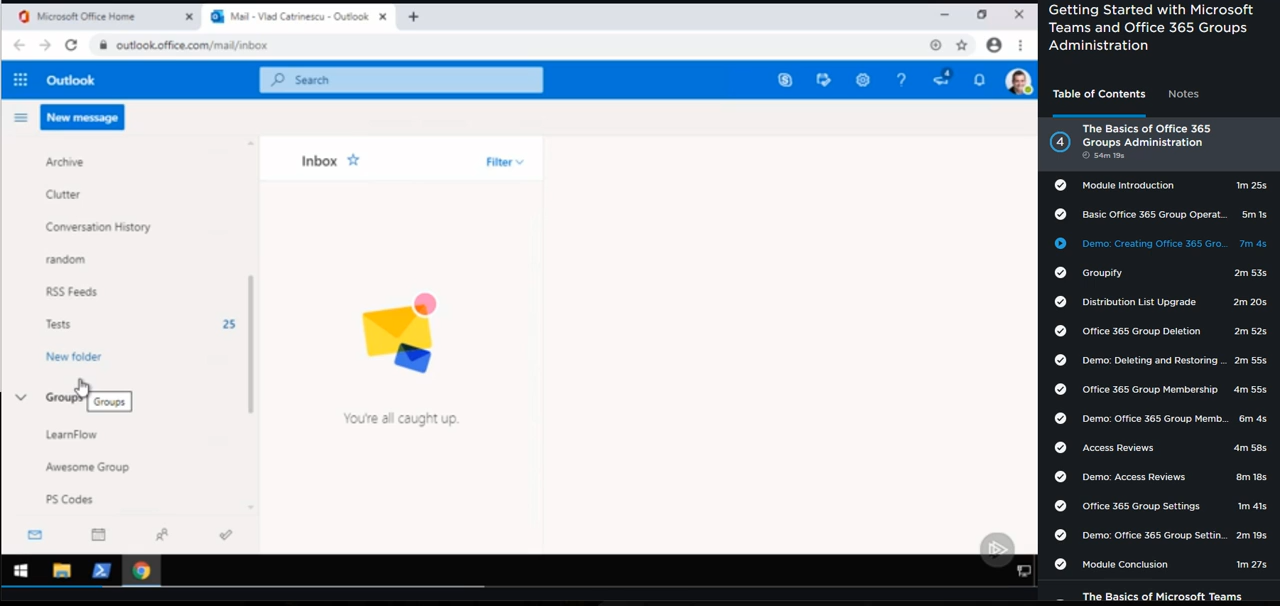 Microsoft Office Home
Mail - Vlad Catrinescu - Outlook
outlook.office.com/mail/inbox
Outlook
Search
4
New message
Archive
Clutter
Conversation History
random
RSS Feeds
Tests 25
New folder
Groups
Groups
LearnFlow
Awesome Group
PS Codes
Inbox
Filter
You're all caught up.
Getting Started with Microsoft
Teams and Office 365 Groups
Administration
Table of Contents Notes
4
The Basics of Office 365
Groups Administration
54m 19s
Module Introduction 1m 25s
Basic Office 365 Group Operat... 5m 1s
Demo: Creating Office 365 Gro... 7m 4s
Groupify 2m 53s
Distribution List Upgrade 2m 20s
Office 365 Group Deletion 2m 52s
Demo: Deleting and Restoring ... 2m 55s
Office 365 Group Membership 4m 55s
Demo: Office 365 Group Memb... 6m 4s
Access Reviews 4m 58s
Demo: Access Reviews 8m 18s
Office 365 Group Settings 1m 41s
Demo: Office 365 Group Settin... 2m 19s
Module Conclusion 1m 27s
The Basics of Microsoft Teams